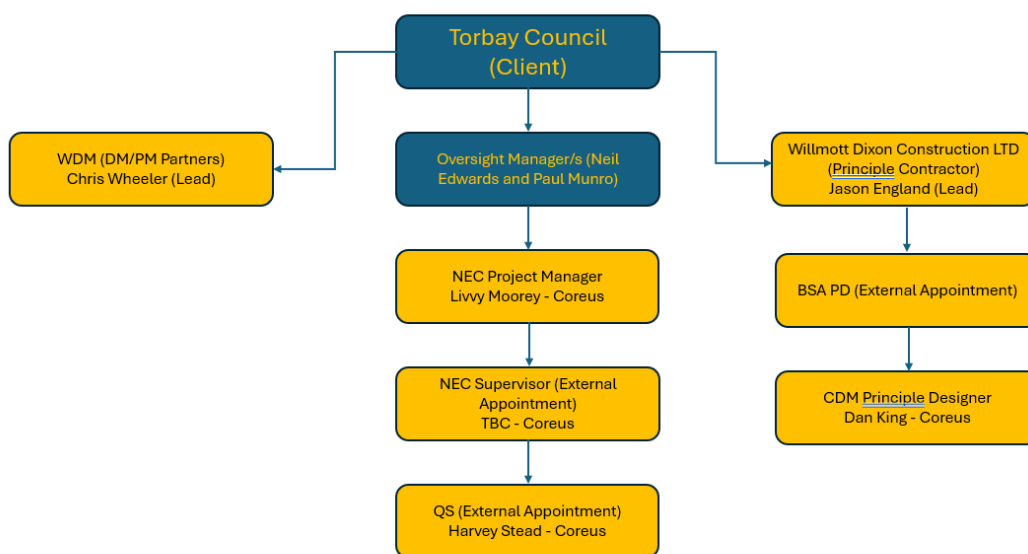 Torbay Council
(Client)
WDM (DM/PM Partners)
Chris Wheeler (Lead)
Oversight Manager/s (Neil
Edwards and Paul Munro)
Willmott Dixon Construction LTD
(Principle Contractor)
Jason England (Lead)
NEC Project Manager
Livvy Moorey - Coreus
BSA PD (External Appointment)
NEC Supervisor (External
Appointment)
TBC - Coreus
CDM Principle Designer
Dan King - Coreus
QS (External Appointment)
Harvey Stead - Coreus